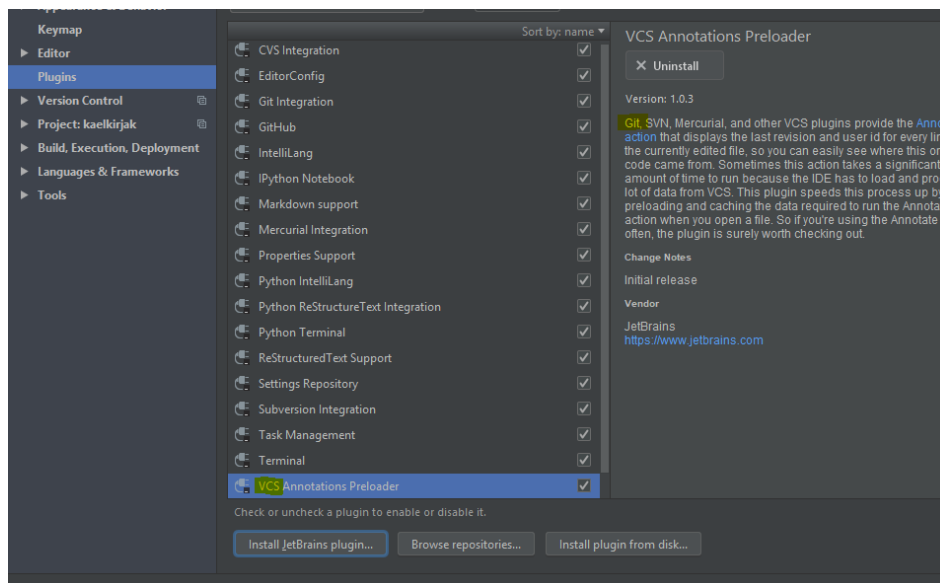 Appearance & Behavior
Keymap
Editor
Plugins
Version Control
Project: kaelkirjak
Build, Execution, Deployment
Languages & Frameworks
Tools
Sort by: name
CVS Integration
EditorConfig
Git Integration
GitHub
IntelliLang
IPython Notebook
Markdown support
Mercurial Integration
Properties Support
Python IntelliLang
Python ReStructureText Integration
Python Terminal
ReStructuredText Support
Settings Repository
Subversion Integration
Task Management
Terminal
VCS Annotations Preloader
Check or uncheck a plugin to enable or disable it.
Install JetBrains plugin...
Browse repositories...
Install plugin from disk...
VCS Annotations Preloader
Uninstall
Version: 1.0.3
Git, SVN, Mercurial, and other VCS plugins provide the Anno
action that displays the last revision and user id for every lin
the currently edited file, so you can easily see where this or
code came from. Sometimes this action takes a significant
amount of time to run because the IDE has to load and pro
lot of data from VCS. This plugin speeds this process up by
preloading and caching the data required to run the Annota
action when you open a file. So if you're using the Annotate
often, the plugin is surely worth checking out.
Change Notes
Initial release
Vendor
JetBrains
https://www.jetbrains.com